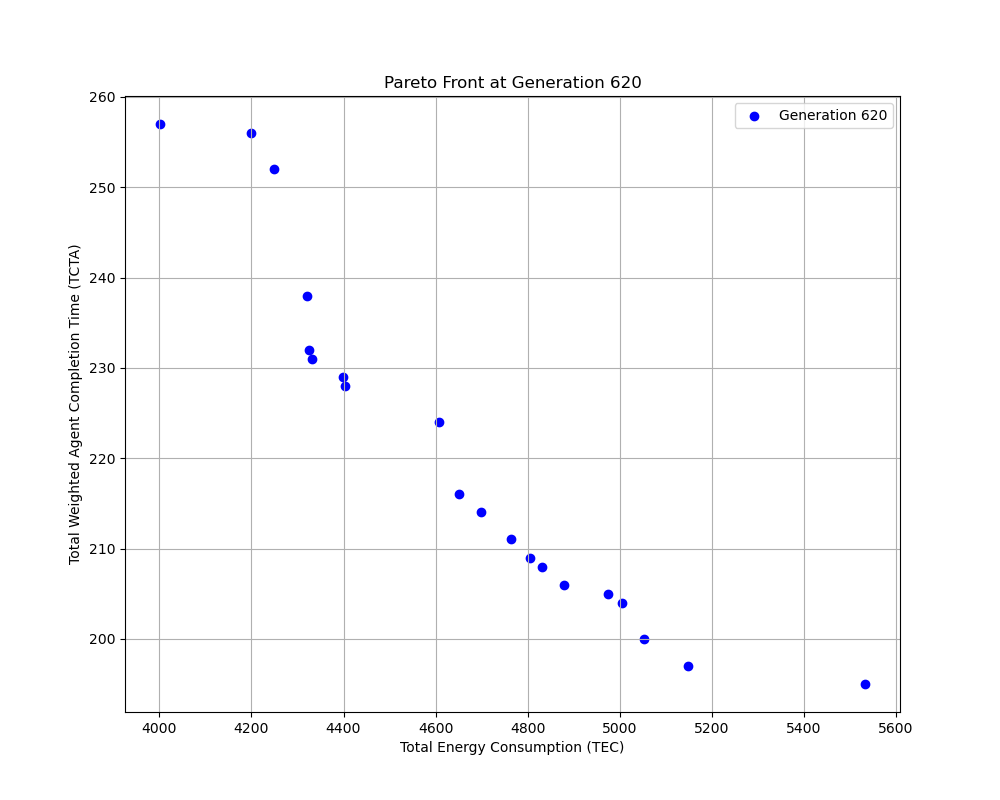 Pareto Front at Generation 620
Generation 620
Total Weighted Agent Completion Time (TCTA)
260
250
240
230
220
210
200
4000 4200 4400 4600 4800 5000 5200 5400 5600
Total Energy Consumption (TEC)